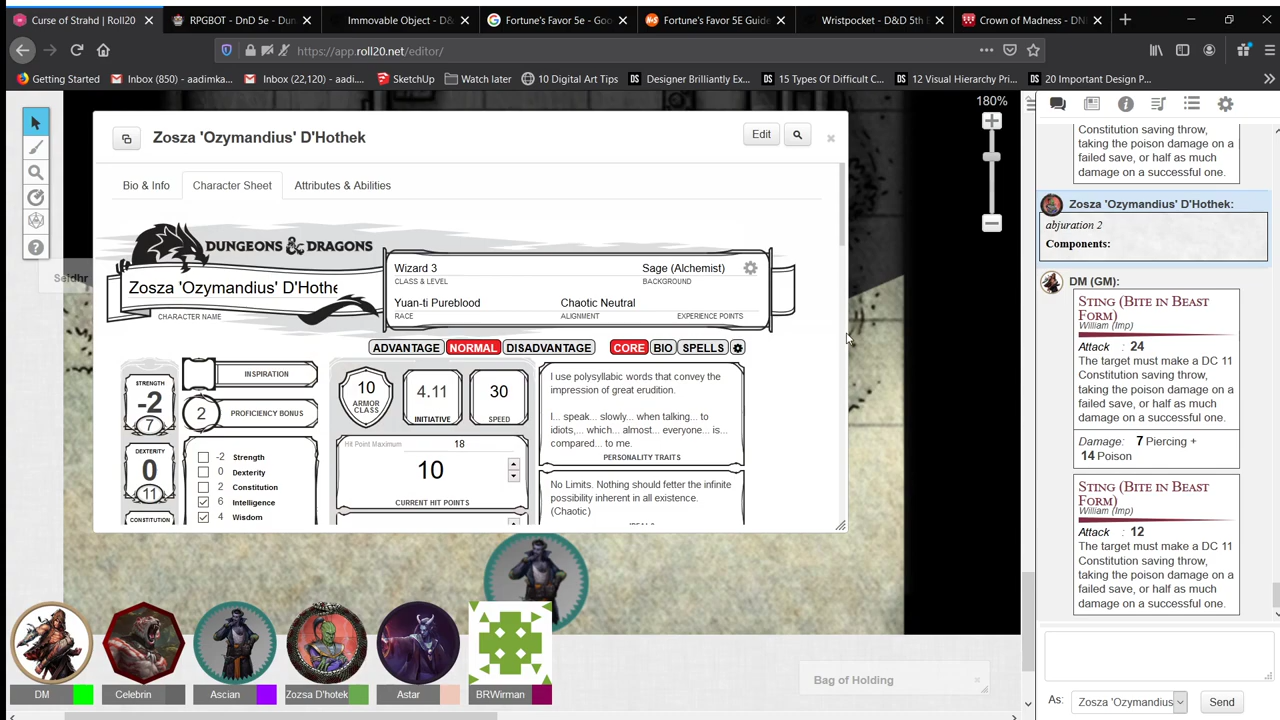 Curse of Strahd | Roll20
RPGBOT - DnD 5e - Dun
Immovable Object - D&
Fortune's Favor 5e - Goo
Fortune's Favor 5E Guide
Wristpocket - D&D 5th E
Crown of Madness - DN
https://app.roll20.net/editor/
Getting Started
Inbox (850) - aadimka...
Inbox (22,120) - aadi...
SketchUp
Watch later
10 Digital Art Tips
Designer Brilliantly Ex...
15 Types Of Difficult C...
12 Visual Hierarchy Pri...
20 Important Design P...
180%
Zosza 'Ozymandius' D'Hothek
Edit
Bio & Info
Character Sheet
Attributes & Abilities
DUNGEONS & DRAGONS
Zosza 'Ozymandius' D'Hothe
CHARACTER NAME
Wizard 3
CLASS & LEVEL
Sage (Alchemist)
BACKGROUND
Yuan-ti Pureblood
RACE
Chaotic Neutral
ALIGNMENT
EXPERIENCE POINTS
ADVANTAGE
NORMAL
DISADVANTAGE
CORE
BIO
SPELLS
STRENGTH
-2
7
DEXTERITY
0
11
CONSTITUTION
INSPIRATION
2
PROFICIENCY BONUS
-2 Strength
0 Dexterity
2 Constitution
6 Intelligence
4 Wisdom
10
ARMOR
CLASS
4.11
INITIATIVE
30
SPEED
Hit Point Maximum 18
10
CURRENT HIT POINTS
I use polysyllabic words that convey the
impression of great erudition.
I... speak... slowly... when talking... to
idiots,... which... almost... everyone... is...
compared... to me.
PERSONALITY TRAITS
No Limits. Nothing should fetter the infinite
possibility inherent in all existence.
(Chaotic)
Seidhr
DM
Celebrin
Ascian
Zozsa D'hotek
Astar
BRWirman
Bag of Holding
Constitution saving throw,
taking the poison damage on a
failed save, or half as much
damage on a successful one.
Zosza 'Ozymandius' D'Hothek:
abjuration 2
Components:
DM (GM):
STING (BITE IN BEAST
FORM)
William (Imp)
Attack : 24
The target must make a DC 11
Constitution saving throw,
taking the poison damage on a
failed save, or half as much
damage on a successful one.
Damage: 7 Piercing +
14 Poison
STING (BITE IN BEAST
FORM)
William (Imp)
Attack : 12
The target must make a DC 11
Constitution saving throw,
taking the poison damage on a
failed save, or half as much
damage on a successful one.
As:
Zosza 'Ozymandius
Send